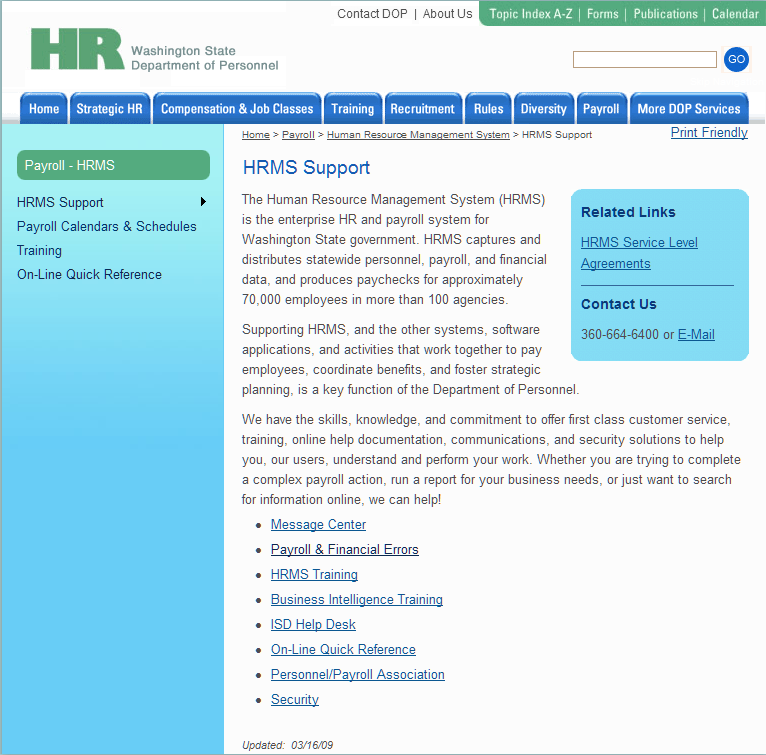 Contact DOP | About Us
Topic Index A-Z | Forms | Publications | Calendar
HR Washington State
Department of Personnel
GO
Home
Strategic HR
Compensation & Job Classes
Training
Recruitment
Rules
Diversity
Payroll
More DOP Services
Home > Payroll > Human Resource Management System > HRMS Support
Print Friendly
Payroll - HRMS
HRMS Support
Payroll Calendars & Schedules
Training
On-Line Quick Reference
HRMS Support
The Human Resource Management System (HRMS)
is the enterprise HR and payroll system for
Washington State government. HRMS captures and
distributes statewide personnel, payroll, and financial
data, and produces paychecks for approximately
70,000 employees in more than 100 agencies.
Supporting HRMS, and the other systems, software
applications, and activities that work together to pay
employees, coordinate benefits, and foster strategic
planning, is a key function of the Department of Personnel.
We have the skills, knowledge, and commitment to offer first class customer service,
training, online help documentation, communications, and security solutions to help
you, our users, understand and perform your work. Whether you are trying to complete
a complex payroll action, run a report for your business needs, or just want to search
for information online, we can help!
Message Center
Payroll & Financial Errors
HRMS Training
Business Intelligence Training
ISD Help Desk
On-Line Quick Reference
Personnel/Payroll Association
Security
Updated: 03/16/09
Related Links
HRMS Service Level
Agreements
Contact Us
360-664-6400 or E-Mail